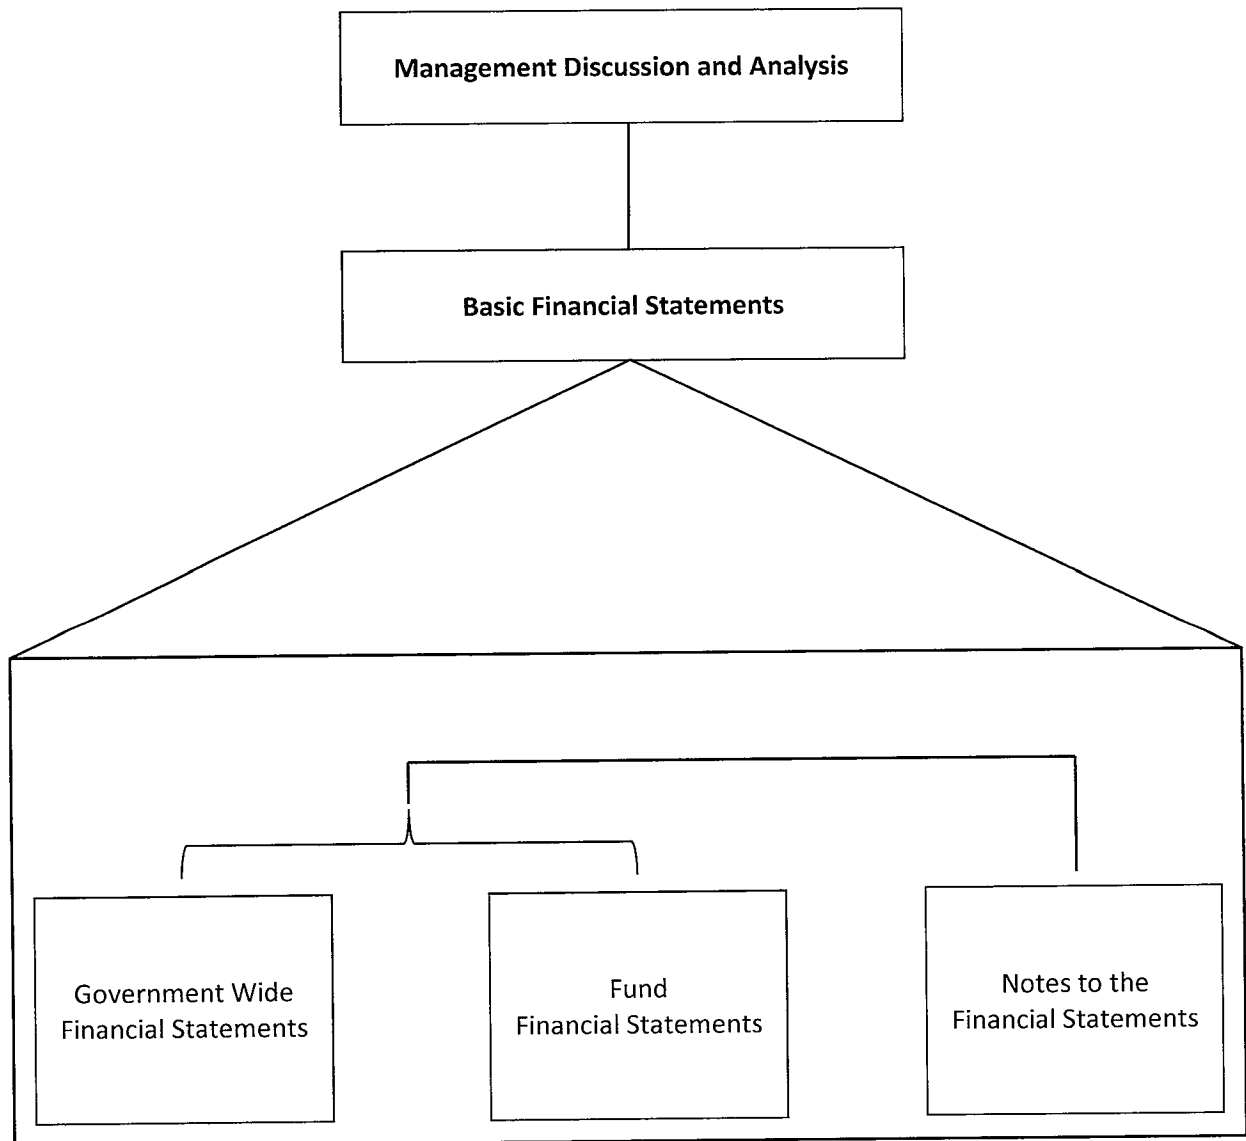 Management Discussion and Analysis
Basic Financial Statements
Government Wide
Financial Statements
Fund
Financial Statements
Notes to the
Financial Statements